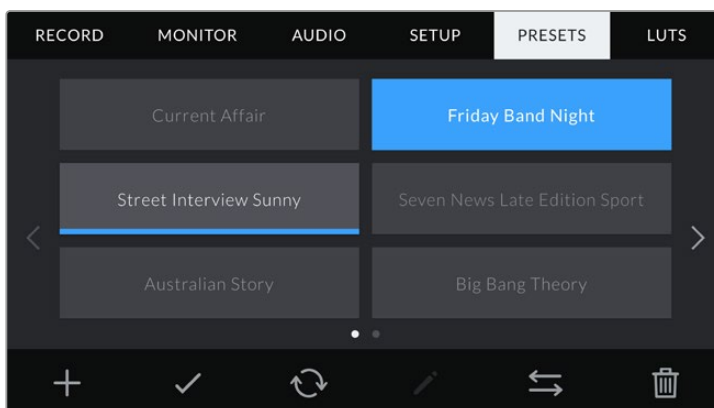 RECORD MONITOR AUDIO SETUP PRESETS LUTS
Current Affair Friday Band Night
Street Interview Sunny Seven News Late Edition Sport
Australian Story Big Bang Theory